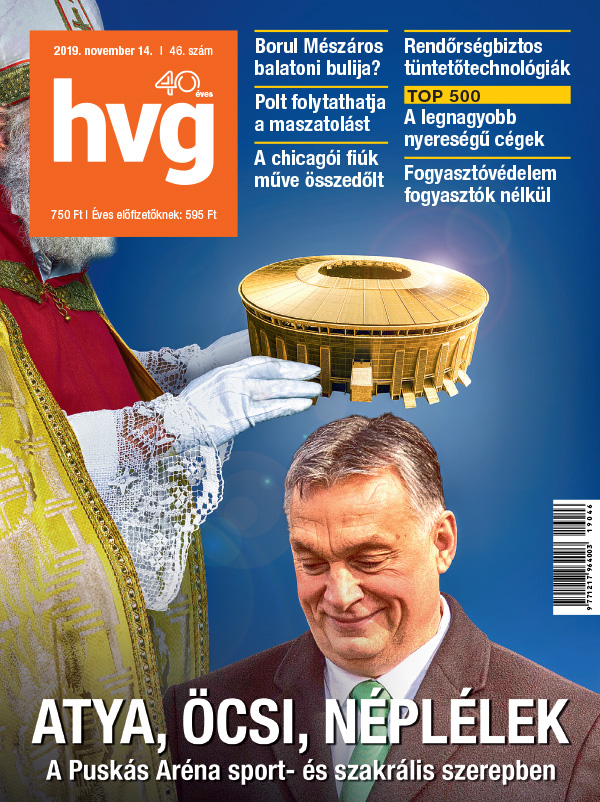 2019. november 14. | 46. szám
40
éves
hvg
750 Ft | Éves előfizetőknek: 595 Ft
Borul Mészáros
balatoni bulija?
Polt folytathatja
a maszatolást
A chicagói fiúk
műve összedőlt
Rendőrségbiztos
tüntetőtechnológiák
TOP 500
A legnagyobb
nyereségű cégek
Fogyasztóvédelem
fogyasztók nélkül
19046
9 771217 964003
ATYA, ÖCSI, NÉPLÉLEK
A Puskás Aréna sport- és szakrális szerepben